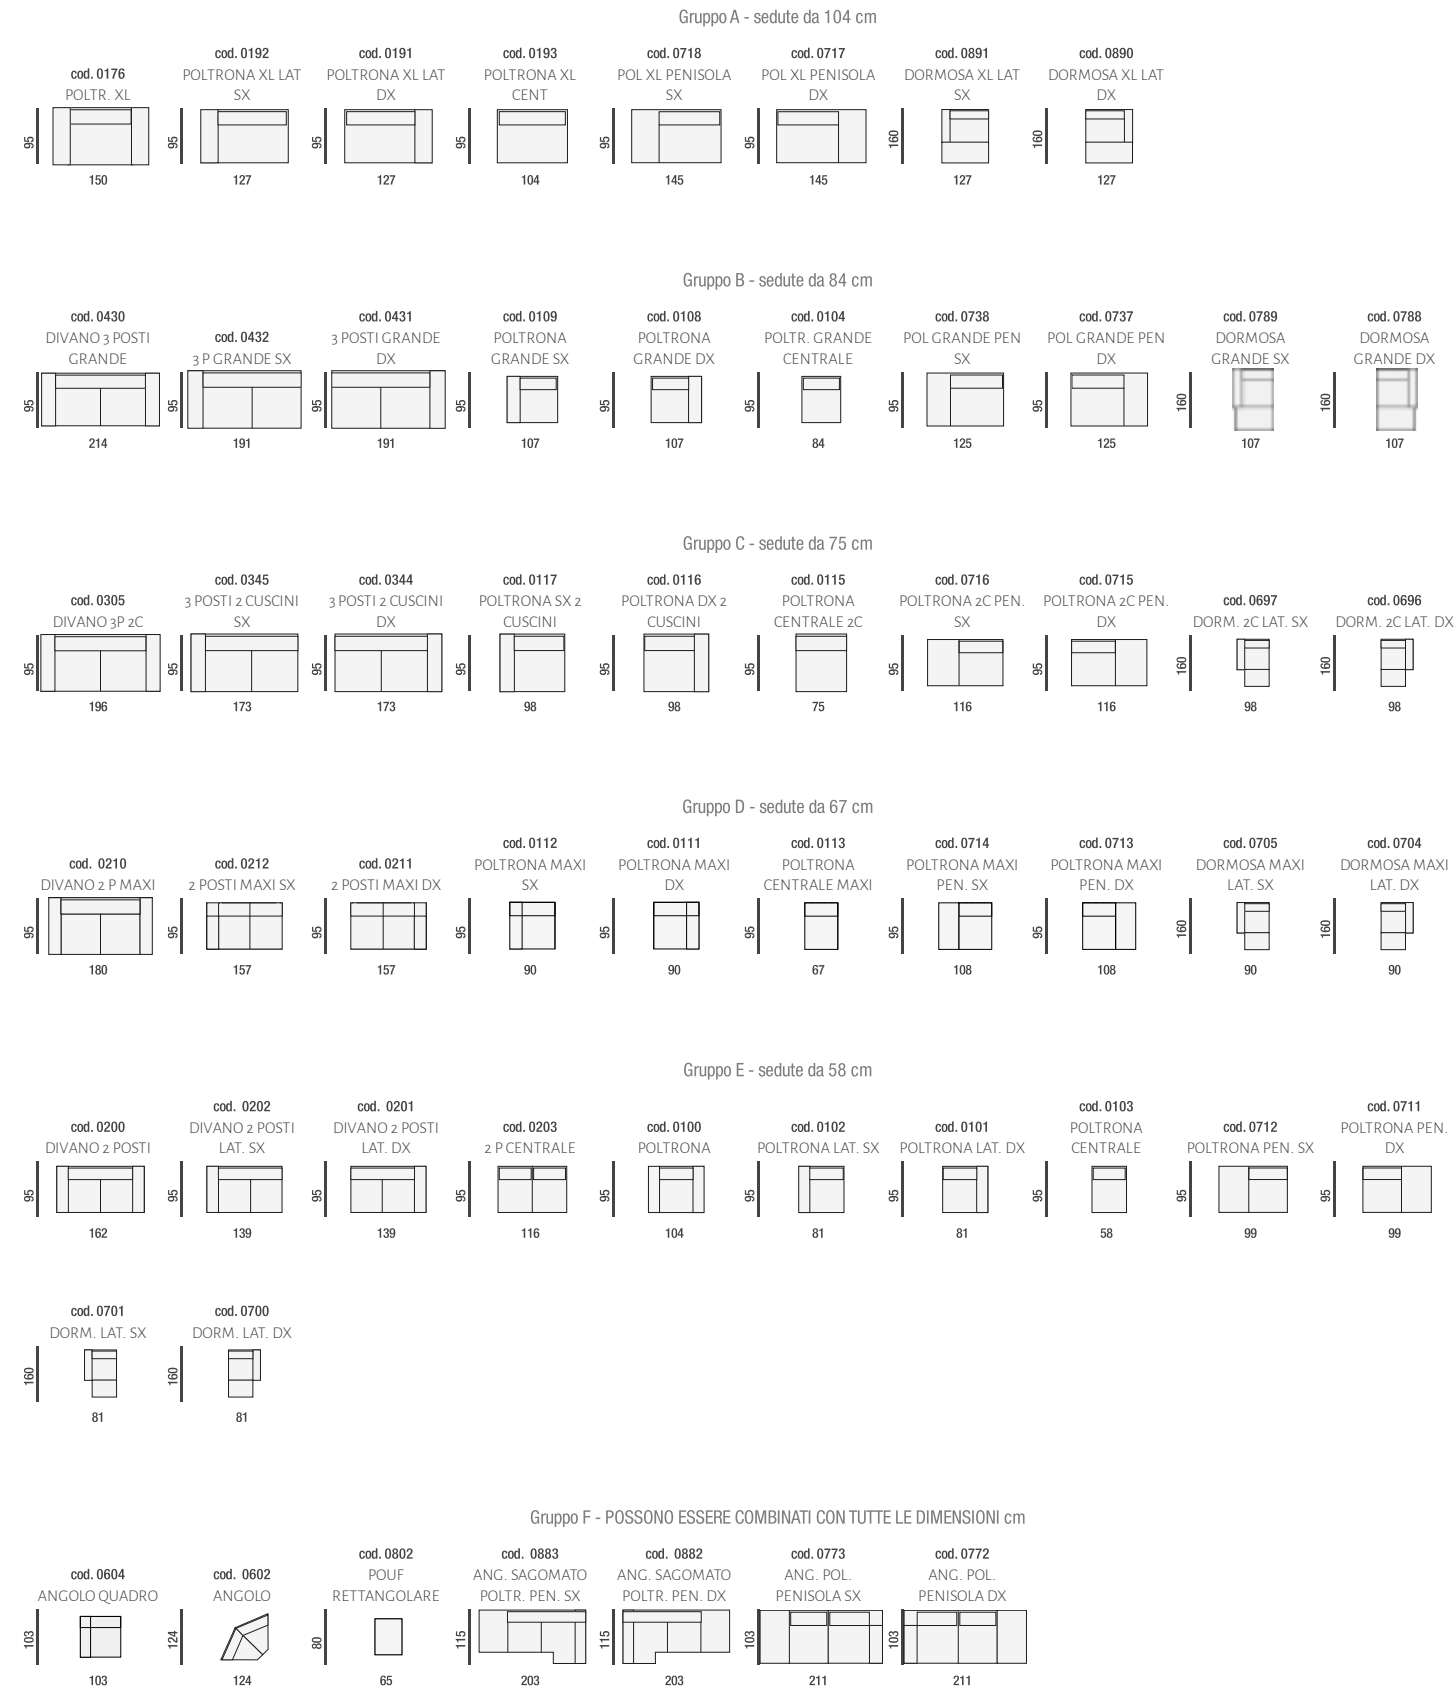 Gruppo A - sedute da 104 cm
cod. 0176
POLTR. XL
95
150
cod. 0192
POLTRONA XL LAT
SX
95
127
cod. 0191
POLTRONA XL LAT
DX
95
127
cod. 0193
POLTRONA XL
CENT
95
104
cod. 0718
POL XL PENISOLA
SX
95
145
cod. 0717
POL XL PENISOLA
DX
95
145
cod. 0891
DORMOSA XL LAT
SX
160
127
cod. 0890
DORMOSA XL LAT
DX
160
127
Gruppo B - sedute da 84 cm
cod. 0430
DIVANO 3 POSTI
GRANDE
95
214
cod. 0432
3 P GRANDE SX
95
191
cod. 0431
3 POSTI GRANDE
DX
95
191
cod. 0109
POLTRONA
GRANDE SX
95
107
cod. 0108
POLTRONA
GRANDE DX
95
107
cod. 0104
POLTR. GRANDE
CENTRALE
95
84
cod. 0738
POL GRANDE PEN
SX
95
125
cod. 0737
POL GRANDE PEN
DX
95
125
cod. 0789
DORMOSA
GRANDE SX
160
107
cod. 0788
DORMOSA
GRANDE DX
160
107
Gruppo C - sedute da 75 cm
cod. 0305
DIVANO 3P 2C
95
196
cod. 0345
3 POSTI 2 CUSCINI
SX
95
173
cod. 0344
3 POSTI 2 CUSCINI
DX
95
173
cod. 0117
POLTRONA SX 2
CUSCINI
95
98
cod. 0116
POLTRONA DX 2
CUSCINI
95
98
cod. 0115
POLTRONA
CENTRALE 2C
95
75
cod. 0716
POLTRONA 2C PEN.
SX
95
116
cod. 0715
POLTRONA 2C PEN.
DX
95
116
cod. 0697
DORM. 2C LAT. SX
160
98
cod. 0696
DORM. 2C LAT. DX
160
98
Gruppo D - sedute da 67 cm
cod. 0210
DIVANO 2 P MAXI
95
180
cod. 0212
2 POSTI MAXI SX
95
157
cod. 0211
2 POSTI MAXI DX
95
157
cod. 0112
POLTRONA MAXI
SX
95
90
cod. 0111
POLTRONA MAXI
DX
95
90
cod. 0113
POLTRONA
CENTRALE MAXI
95
67
cod. 0714
POLTRONA MAXI
PEN. SX
95
108
cod. 0713
POLTRONA MAXI
PEN. DX
95
108
cod. 0705
DORMOSA MAXI
LAT. SX
160
90
cod. 0704
DORMOSA MAXI
LAT. DX
160
90
Gruppo E - sedute da 58 cm
cod. 0200
DIVANO 2 POSTI
95
162
cod. 0202
DIVANO 2 POSTI
LAT. SX
95
139
cod. 0201
DIVANO 2 POSTI
LAT. DX
95
139
cod. 0203
2 P CENTRALE
95
116
cod. 0100
POLTRONA
95
104
cod. 0102
POLTRONA LAT. SX
95
81
cod. 0101
POLTRONA LAT. DX
95
81
cod. 0103
POLTRONA
CENTRALE
95
58
cod. 0712
POLTRONA PEN. SX
95
99
cod. 0711
POLTRONA PEN.
DX
95
99
cod. 0701
DORM. LAT. SX
160
81
cod. 0700
DORM. LAT. DX
160
81
Gruppo F - POSSONO ESSERE COMBINATI CON TUTTE LE DIMENSIONI cm
cod. 0604
ANGOLO QUADRO
103
103
cod. 0602
ANGOLO
124
124
cod. 0802
POUF
RETTANGOLARE
80
65
cod. 0883
ANG. SAGOMATO
POLTR. PEN. SX
115
203
cod. 0882
ANG. SAGOMATO
POLTR. PEN. DX
115
203
cod. 0773
ANG. POL.
PENISOLA SX
103
211
cod. 0772
ANG. POL.
PENISOLA DX
103
211